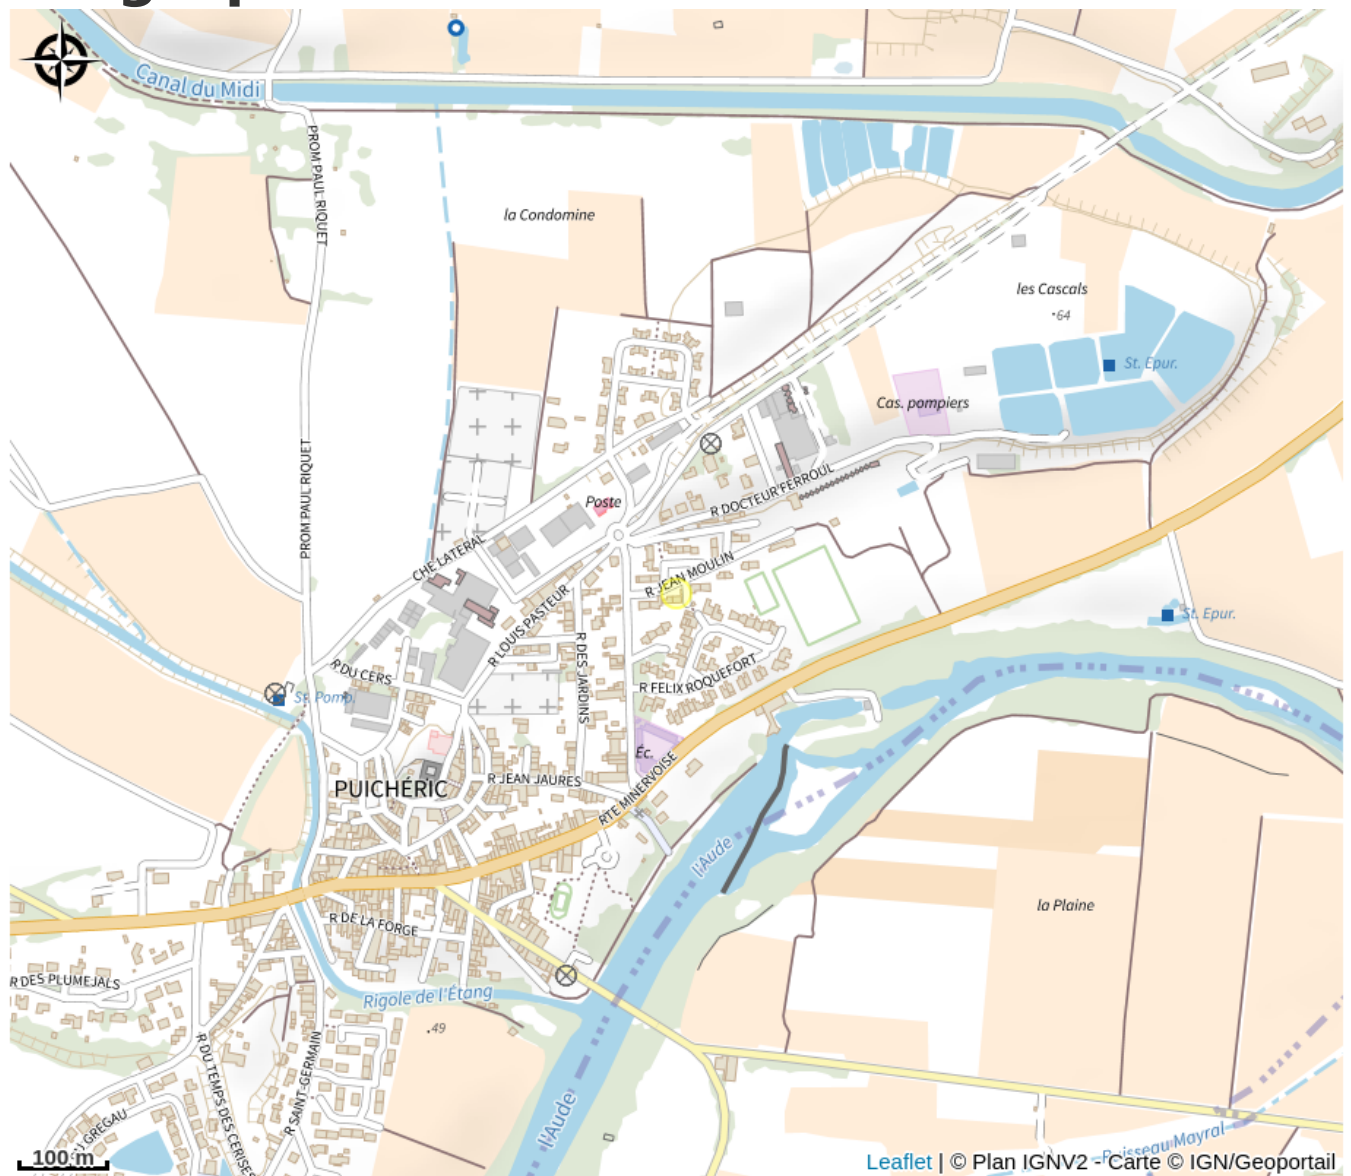 Canal du Midi
PROM PAUL RIQUET
la Condomine
les Cascals
64
St. Epur.
Cas. pompiers
PROM PAUL RIQUET
Poste
R DOCTEUR FERROUL
CHE LATERAL
R JEAN MOULIN
R LOUIS PASTEUR
St. Epur.
R DES JARDINS
R DU CERS
R FELIX ROQUEFORT
St. Pomp.
Éc.
PUICHÉRIC
R JEAN JAURES
RTE MINERVOISE
l'Aude
la Plaine
R DE LA FORGE
R DES PLUMEJALS
Rigole de l'Étang
49
R DU TEMPS DES CERISES
R SAINT-GERMAIN
GREGAU
l'Aude
Ruisseau Mayral
100 m
Leaflet | © Plan IGNV2 - Carte © IGN/Geoportail